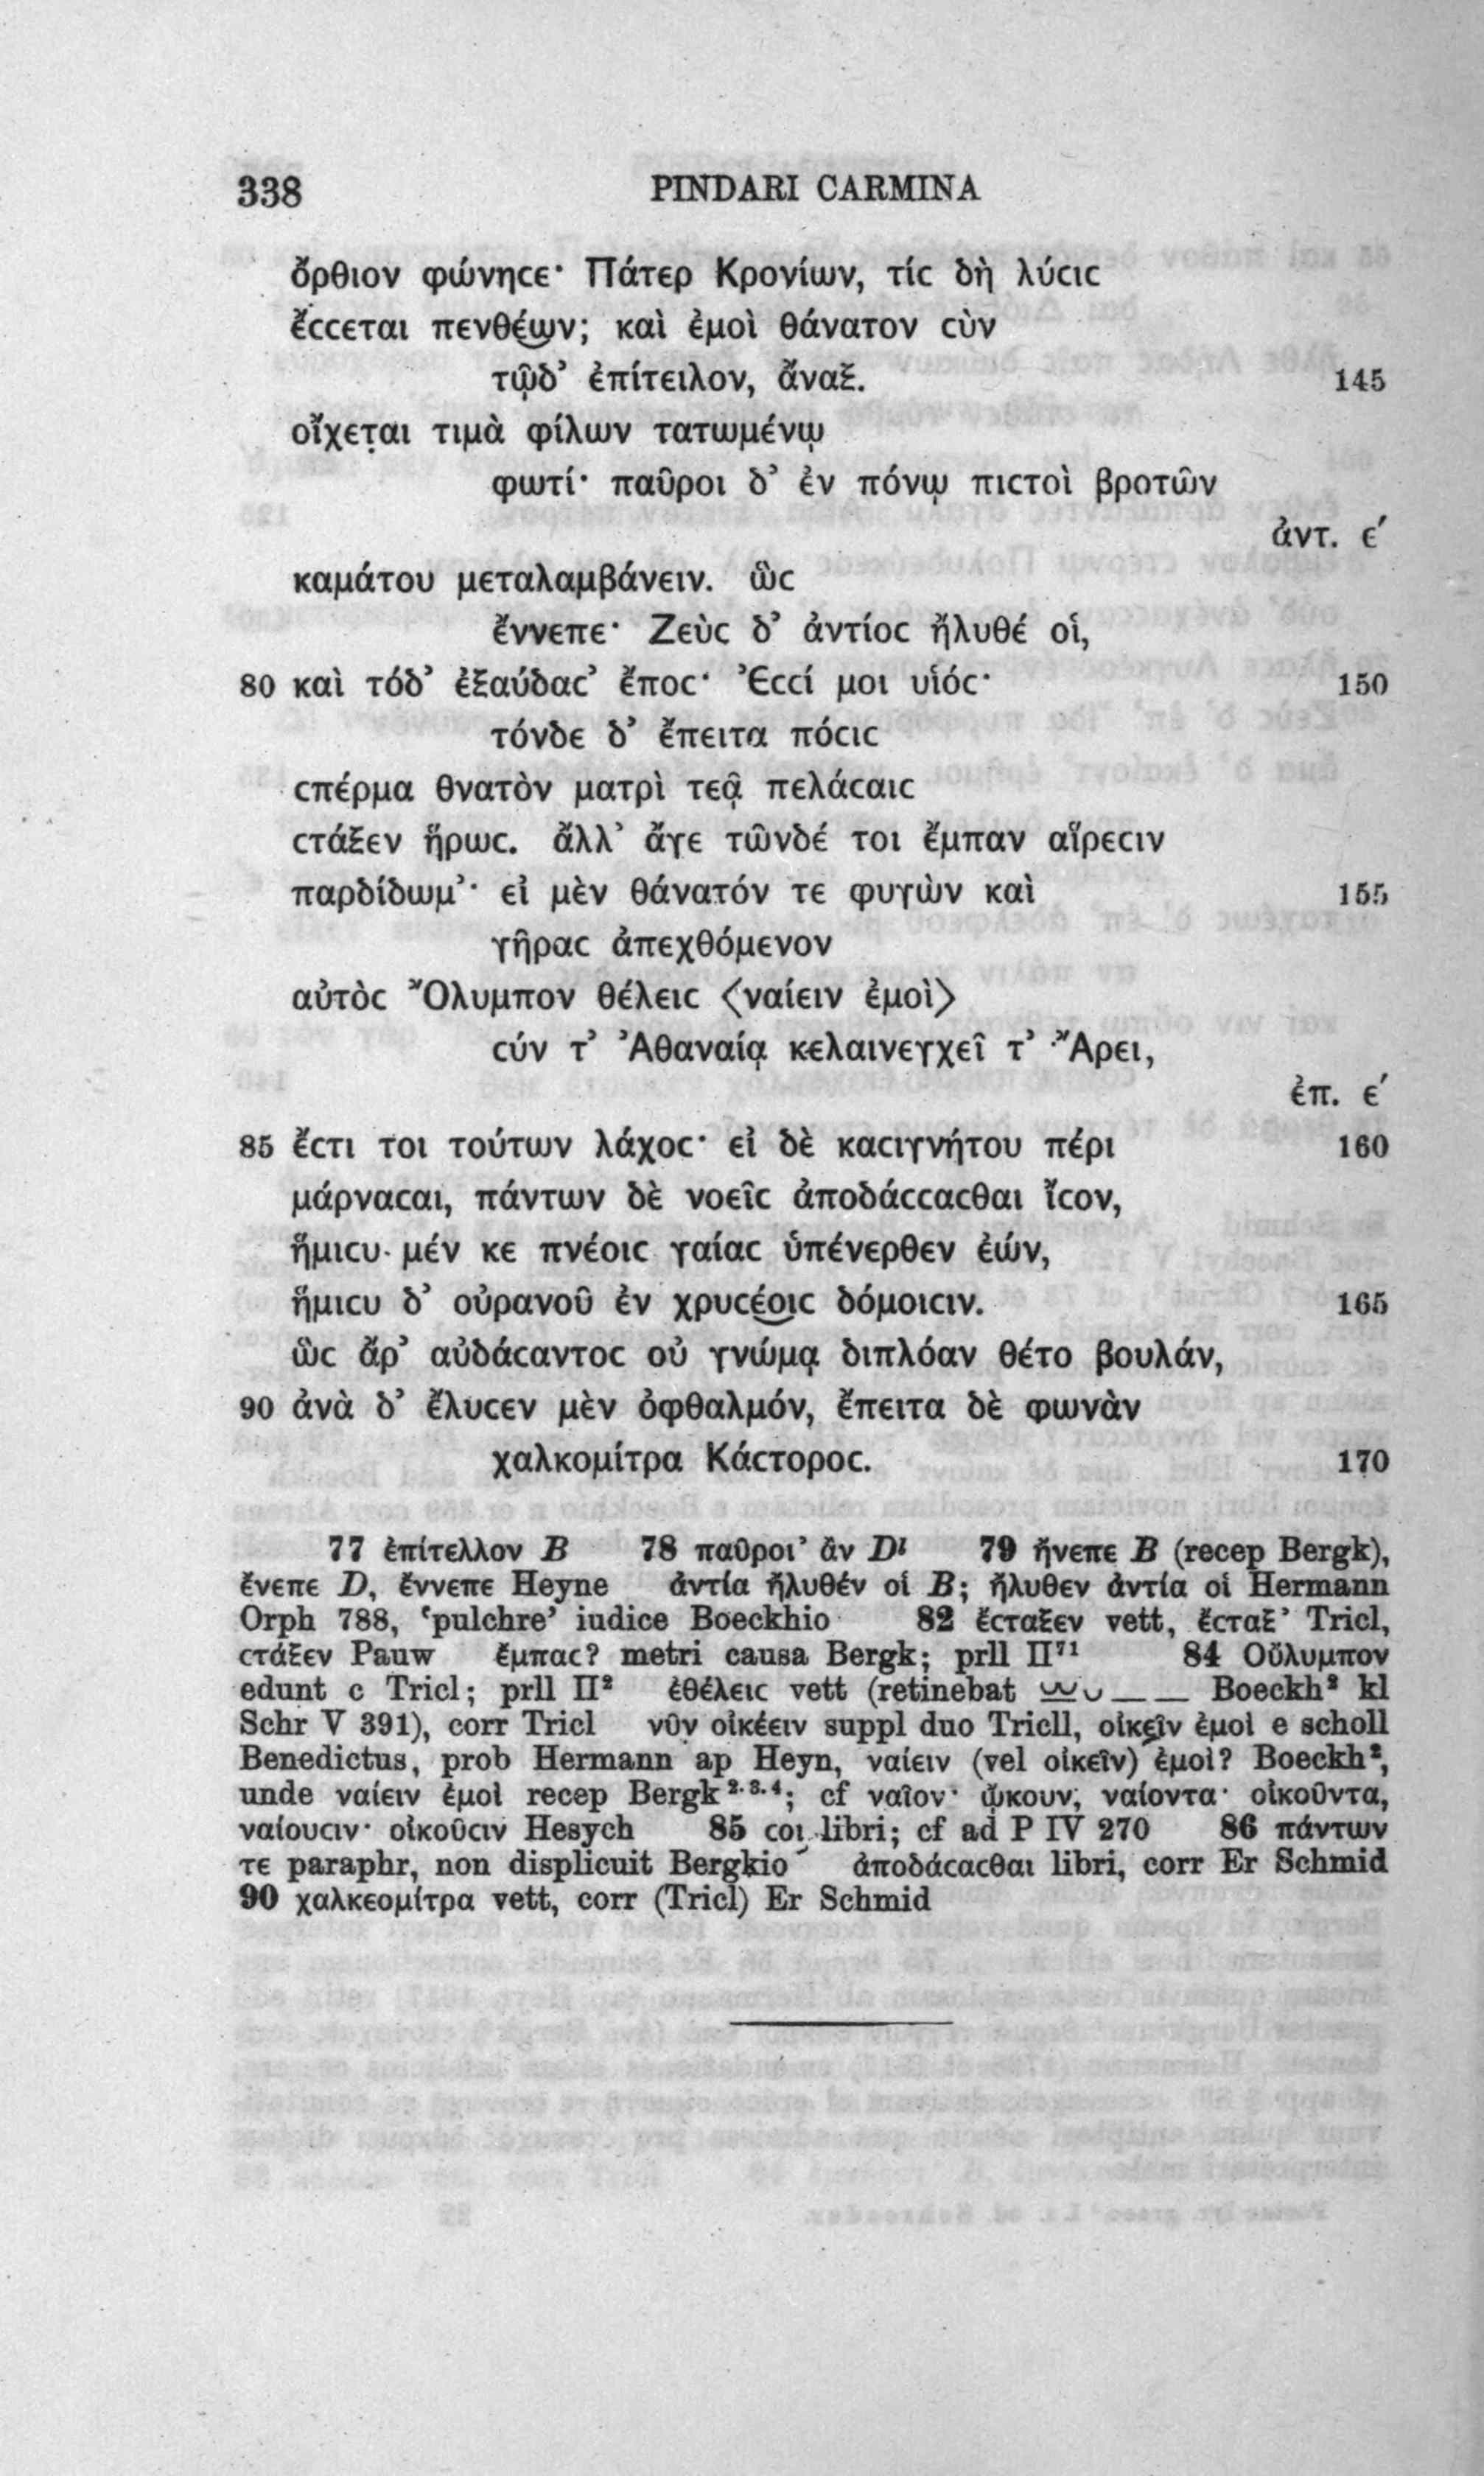 338 PINDARI CARMINA
ὄρθιον φώνηϲε· Πάτερ Κρονίων, τίϲ δὴ λύϲιϲ
ἔϲϲεται πενθέων; καὶ ἐμοὶ θάνατον ϲὺν
τῷδ’ ἐπίτειλον, ἄναξ. 145
οἴχεται τιμὰ φίλων τατωμένῳ
φωτί· παῦροι δ’ ἐν πόνῳ πιϲτοὶ βροτῶν
ἀντ. ε′
καμάτου μεταλαμβάνειν. ὣϲ
ἔννεπε· Ζεὺϲ δ’ ἀντίοϲ ἤλυθέ οἱ,
80 καὶ τόδ’ ἐξαύδαϲ’ ἔποϲ· Ἐϲϲί μοι υἱόϲ· 150
τόνδε δ’ ἔπειτα πόϲιϲ
ϲπέρμα θνατὸν ματρὶ τεᾷ πελάϲαιϲ
ϲτάξεν ἥρωϲ. ἄλλ’ ἄγε τῶνδέ τοι ἔμπαν αἵρεϲιν
παρδίδωμ’· εἰ μὲν θάνατόν τε φυγὼν καὶ 155
γῆραϲ ἀπεχθόμενον
αὐτὸϲ Ὄλυμπον θέλειϲ ⟨ναίειν ἐμοὶ⟩
ϲύν τ’ Ἀθαναίᾳ κελαινεγχεῖ τ’ Ἄρει,
ἐπ. ε′
85 ἔϲτι τοι τούτων λάχοϲ· εἰ δὲ καϲιγνήτου πέρι 160
μάρναϲαι, πάντων δὲ νοεῖϲ ἀποδάϲϲαϲθαι ἴϲον,
ἥμιϲυ μέν κε πνέοιϲ γαίαϲ ὑπένερθεν ἐών,
ἥμιϲυ δ’ οὐρανοῦ ἐν χρυϲέοιϲ δόμοιϲιν. 165
ὣϲ ἄρ’ αὐδάϲαντοϲ οὐ γνώμᾳ διπλόαν θέτο βουλάν,
90 ἀνὰ δ’ ἔλυϲεν μὲν ὀφθαλμόν, ἔπειτα δὲ φωνὰν
χαλκομίτρα Κάϲτοροϲ. 170
77 ἐπίτελλον B 78 παῦροι’ ἂν Dˡ 79 ἤνεπε B (recep Bergk),
ἔνεπε D, ἔννεπε Heyne ἀντία ἤλυθέν οἱ B; ἤλυθεν ἀντία οἱ Hermann
Orph 788, ‘pulchre’ iudice Boeckhio 82 ἔϲταξεν vett, ἔϲταξ’ Tricl,
ϲτάξεν Pauw ἔμπαϲ? metri causa Bergk; prll II⁷¹ 84 Οὔλυμπον
edunt c Tricl; prll II² ἐθέλειϲ vett (retinebat ⏕ ⏑ – – Boeckh² kl
Schr V 391), corr Tricl νῦν οἰκέειν suppl duo Tricll, οἰκεῖν ἐμοὶ e scholl
Benedictus, prob Hermann ap Heyn, ναίειν (vel οἰκεῖν) ἐμοὶ? Boeckh²,
unde ναίειν ἐμοὶ recep Bergk²·³·⁴; cf ναῖον· ᾤκουν, ναίοντα· οἰκοῦντα,
ναίουϲιν· οἰκοῦϲιν Hesych 85 ϲοι libri; cf ad P IV 270 86 πάντων
τε paraphr, non displicuit Bergkio ἀποδάϲαϲθαι libri, corr Er Schmid
90 χαλκεομίτρα vett, corr (Tricl) Er Schmid